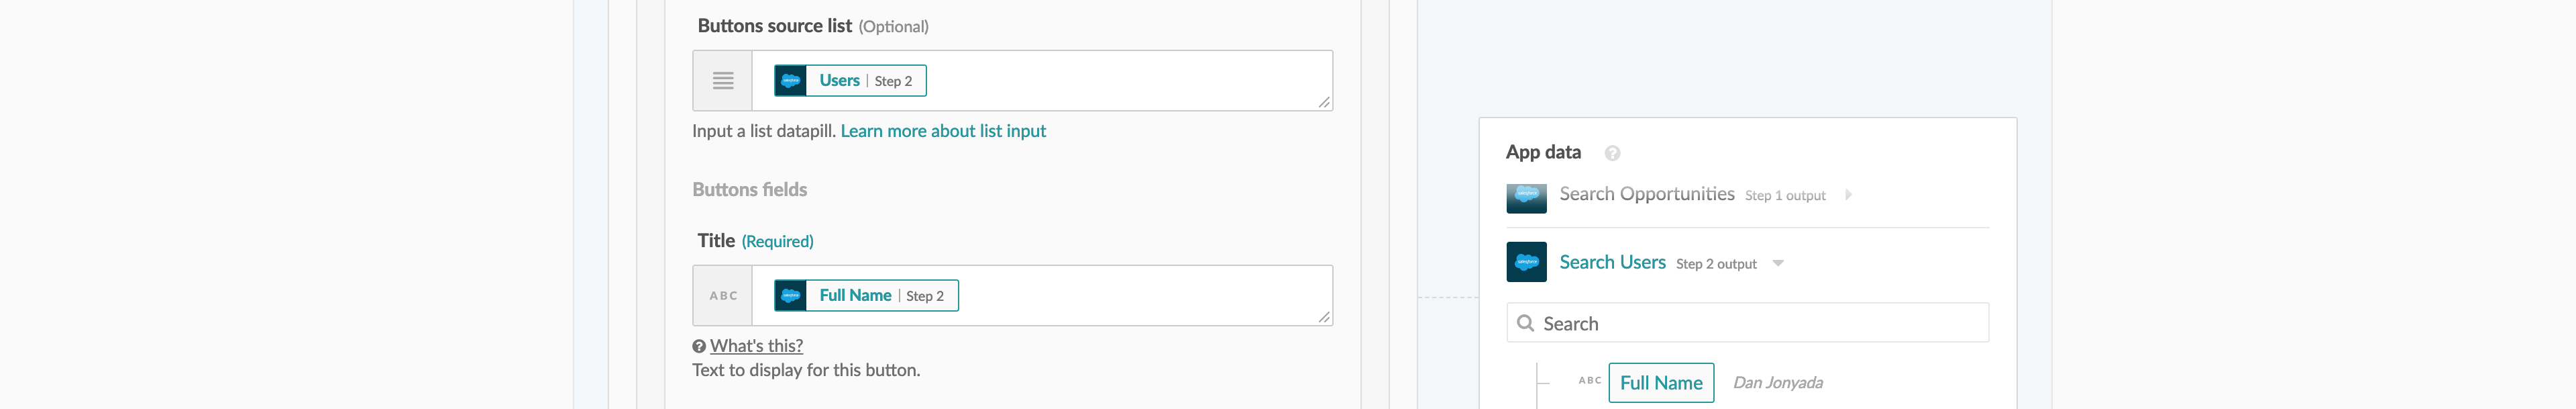 Buttons source list (Optional)
Users | Step 2
Input a list datapill. Learn more about list input
Buttons fields
Title (Required)
ABC Full Name | Step 2
What's this?
Text to display for this button.
App data
Search Opportunities Step 1 output
Search Users Step 2 output
Search
ABC Full Name Dan Jonyada